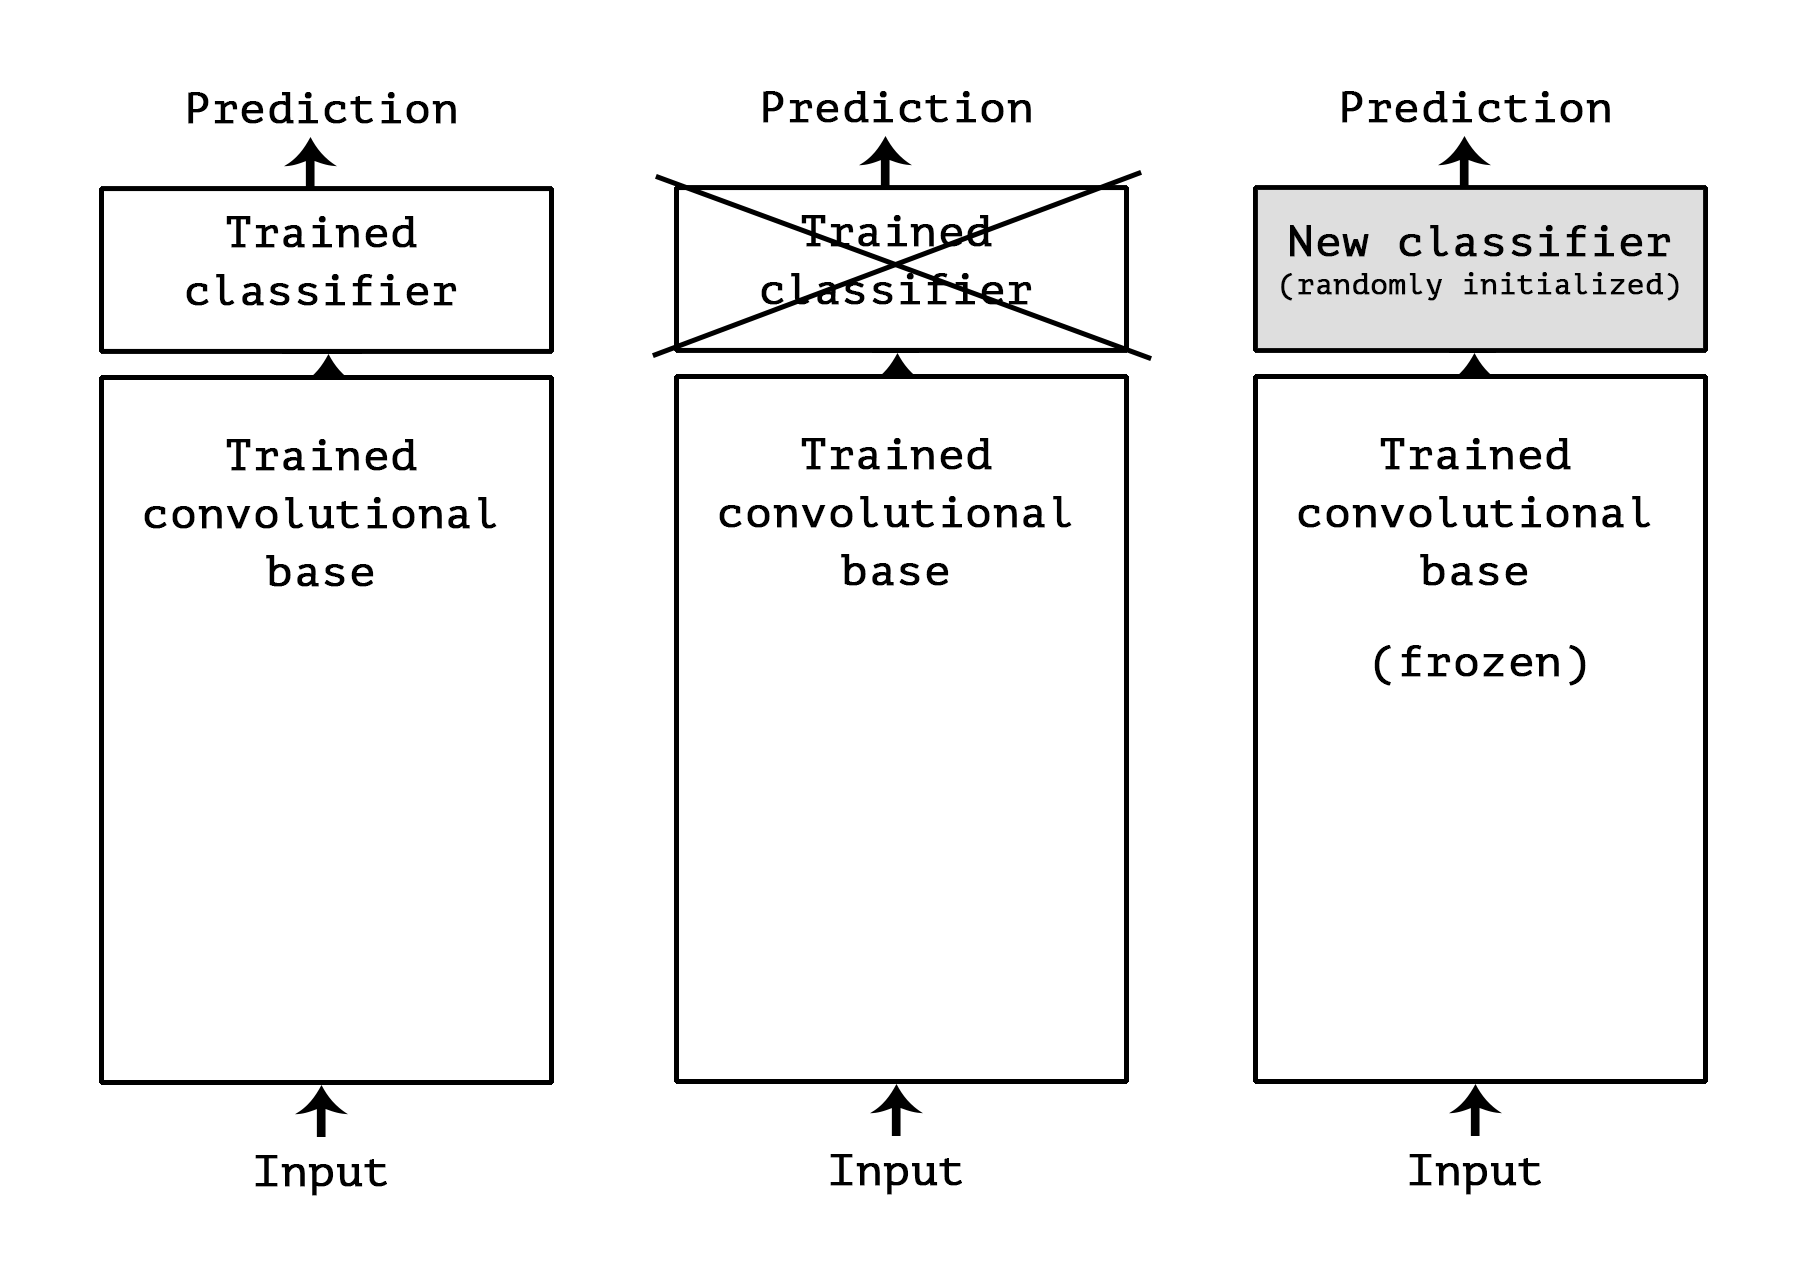 Prediction
Trained
classifier
Trained
convolutional
base
Input
Prediction
Trained
classifier
Trained
convolutional
base
Input
Prediction
New classifier
(randomly initialized)
Trained
convolutional
base
(frozen)
Input